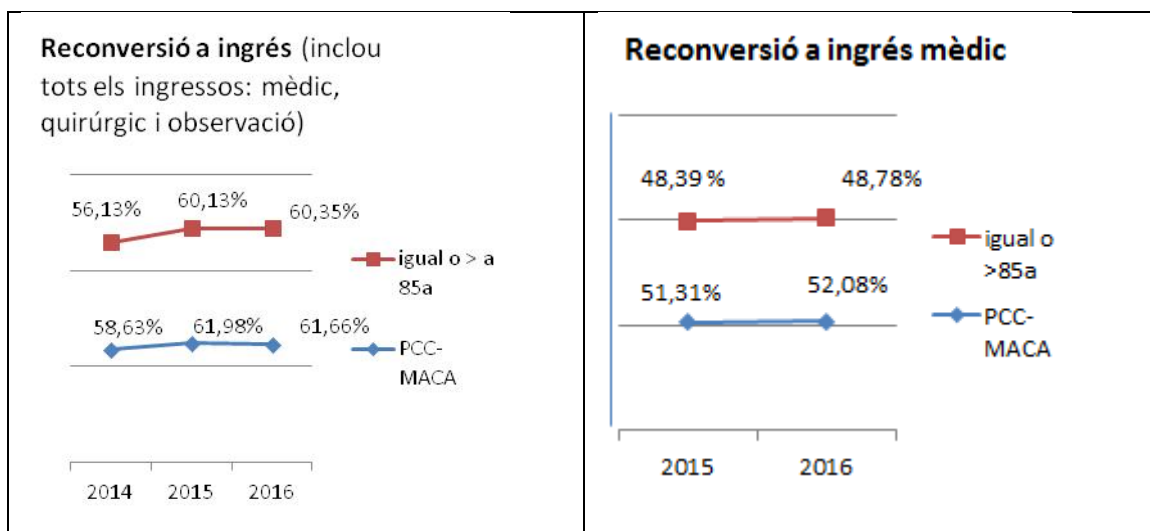 Reconversió a ingrés (inclou
tots els ingressos: mèdic,
quirúrgic i observació)
56,13%
60,13%
60,35%
igual o > a
85a
58,63%
61,98%
61,66%
PCC-
MACA
2014
2015
2016
Reconversió a ingrés mèdic
48,39 %
48,78%
igual o
>85a
51,31%
52,08%
PCC-
MACA
2015
2016